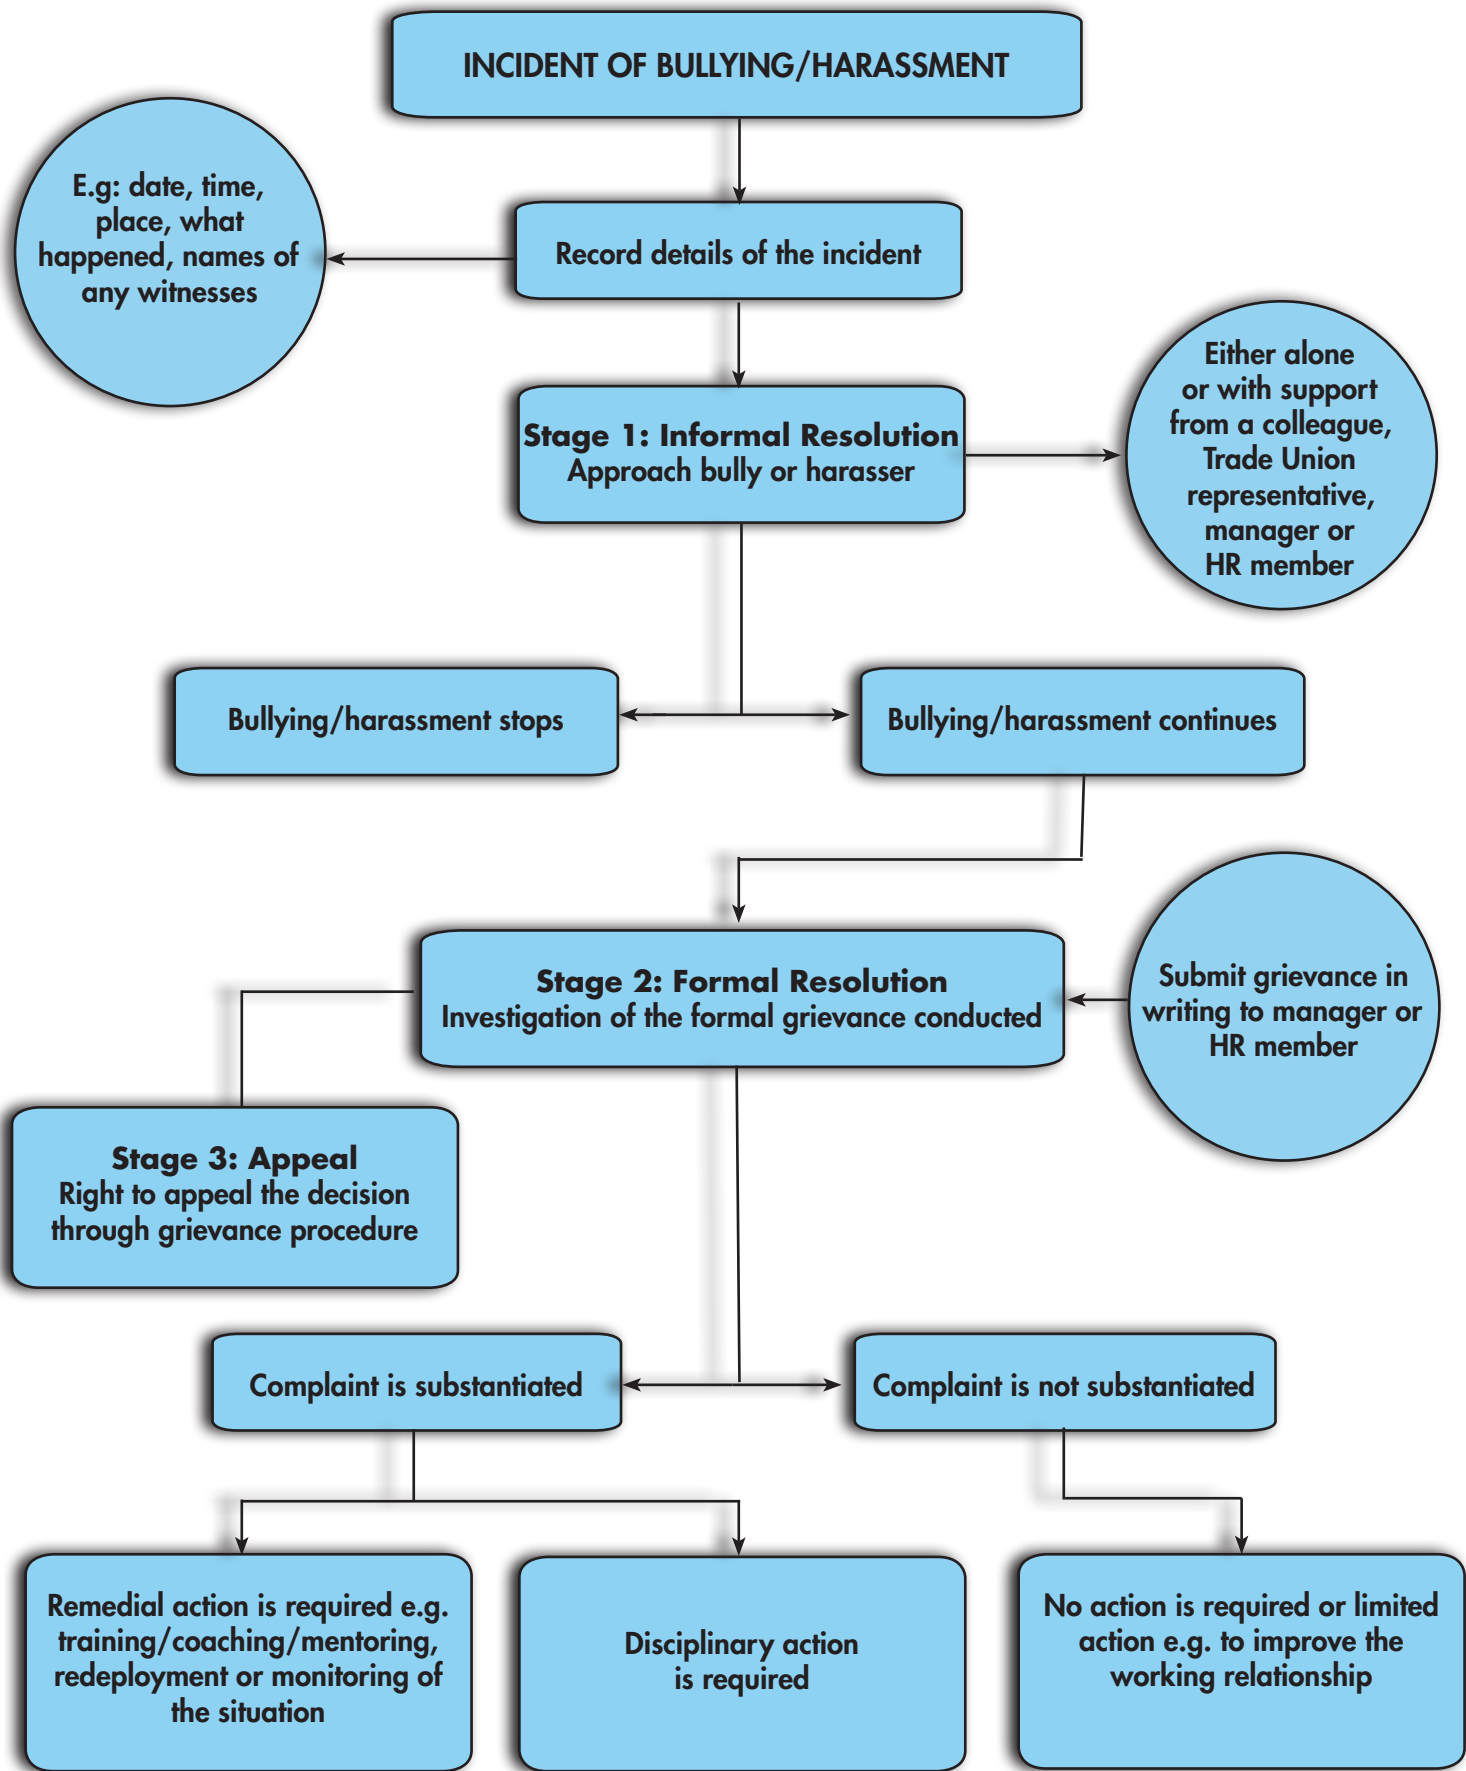 INCIDENT OF BULLYING/HARASSMENT
E.g: date, time,
place, what
happened, names of
any witnesses
Record details of the incident
Stage 1: Informal Resolution
Approach bully or harasser
Either alone
or with support
from a colleague,
Trade Union
representative,
manager or
HR member
Bullying/harassment stops
Bullying/harassment continues
Stage 2: Formal Resolution
Investigation of the formal grievance conducted
Submit grievance in
writing to manager or
HR member
Stage 3: Appeal
Right to appeal the decision
through grievance procedure
Complaint is substantiated
Complaint is not substantiated
Remedial action is required e.g.
training/coaching/mentoring,
redeployment or monitoring of
the situation
Disciplinary action
is required
No action is required or limited
action e.g. to improve the
working relationship